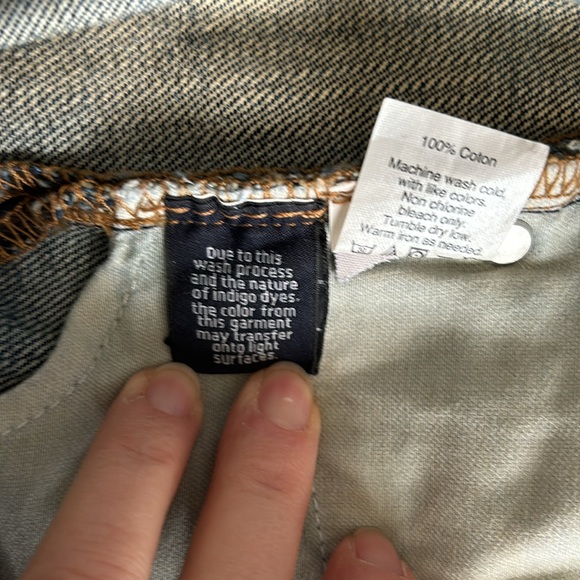 100% Coton
Machine wash cold,
with like colors.
Non chlorine
bleach only.
Tumble dry low.
Warm iron as needed.
Due to this
wash process
and the nature
of indigo dyes.
the color from
this garment
may transfer
onto light
surfaces.